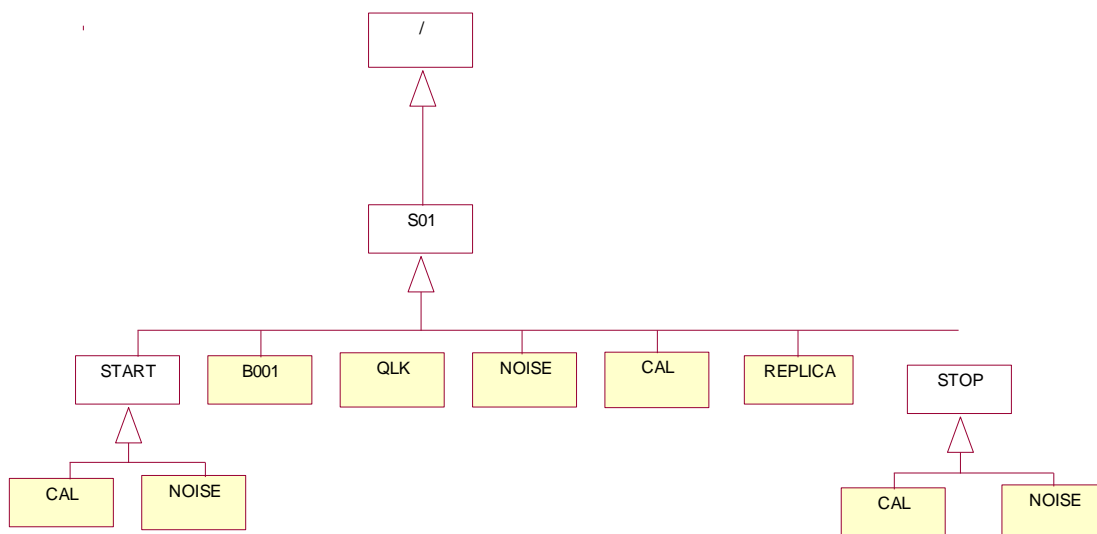 /
S01
START
B001
QLK
NOISE
CAL
REPLICA
STOP
CAL
NOISE
CAL
NOISE